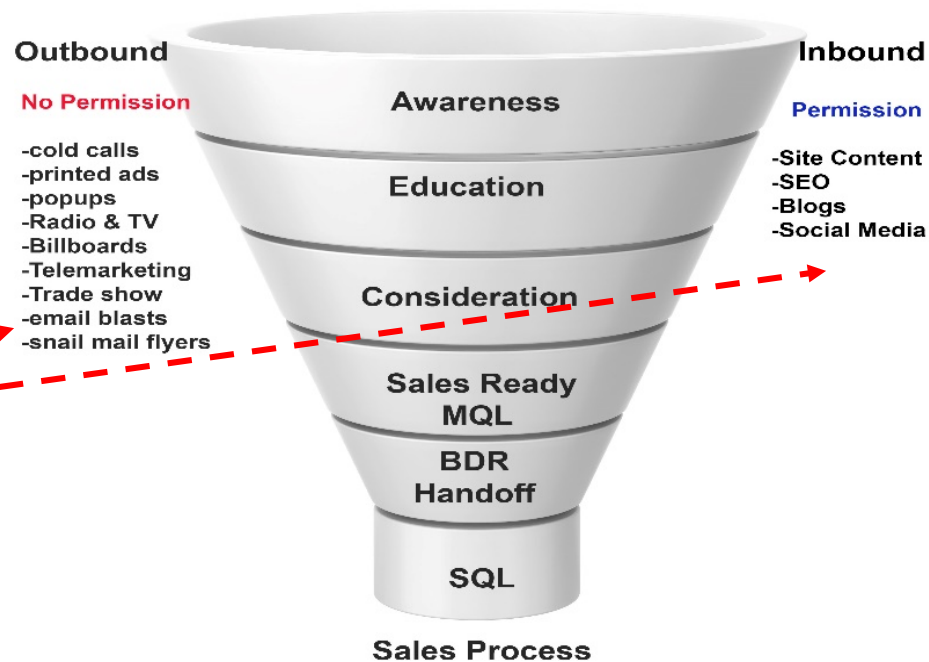 Outbound
No Permission
-cold calls
-printed ads
-popups
-Radio & TV
-Billboards
-Telemarketing
-Trade show
-email blasts
-snail mail flyers
Awareness
Education
Consideration
Sales Ready
MQL
BDR
Handoff
SQL
Sales Process
Inbound
Permission
-Site Content
-SEO
-Blogs
-Social Media